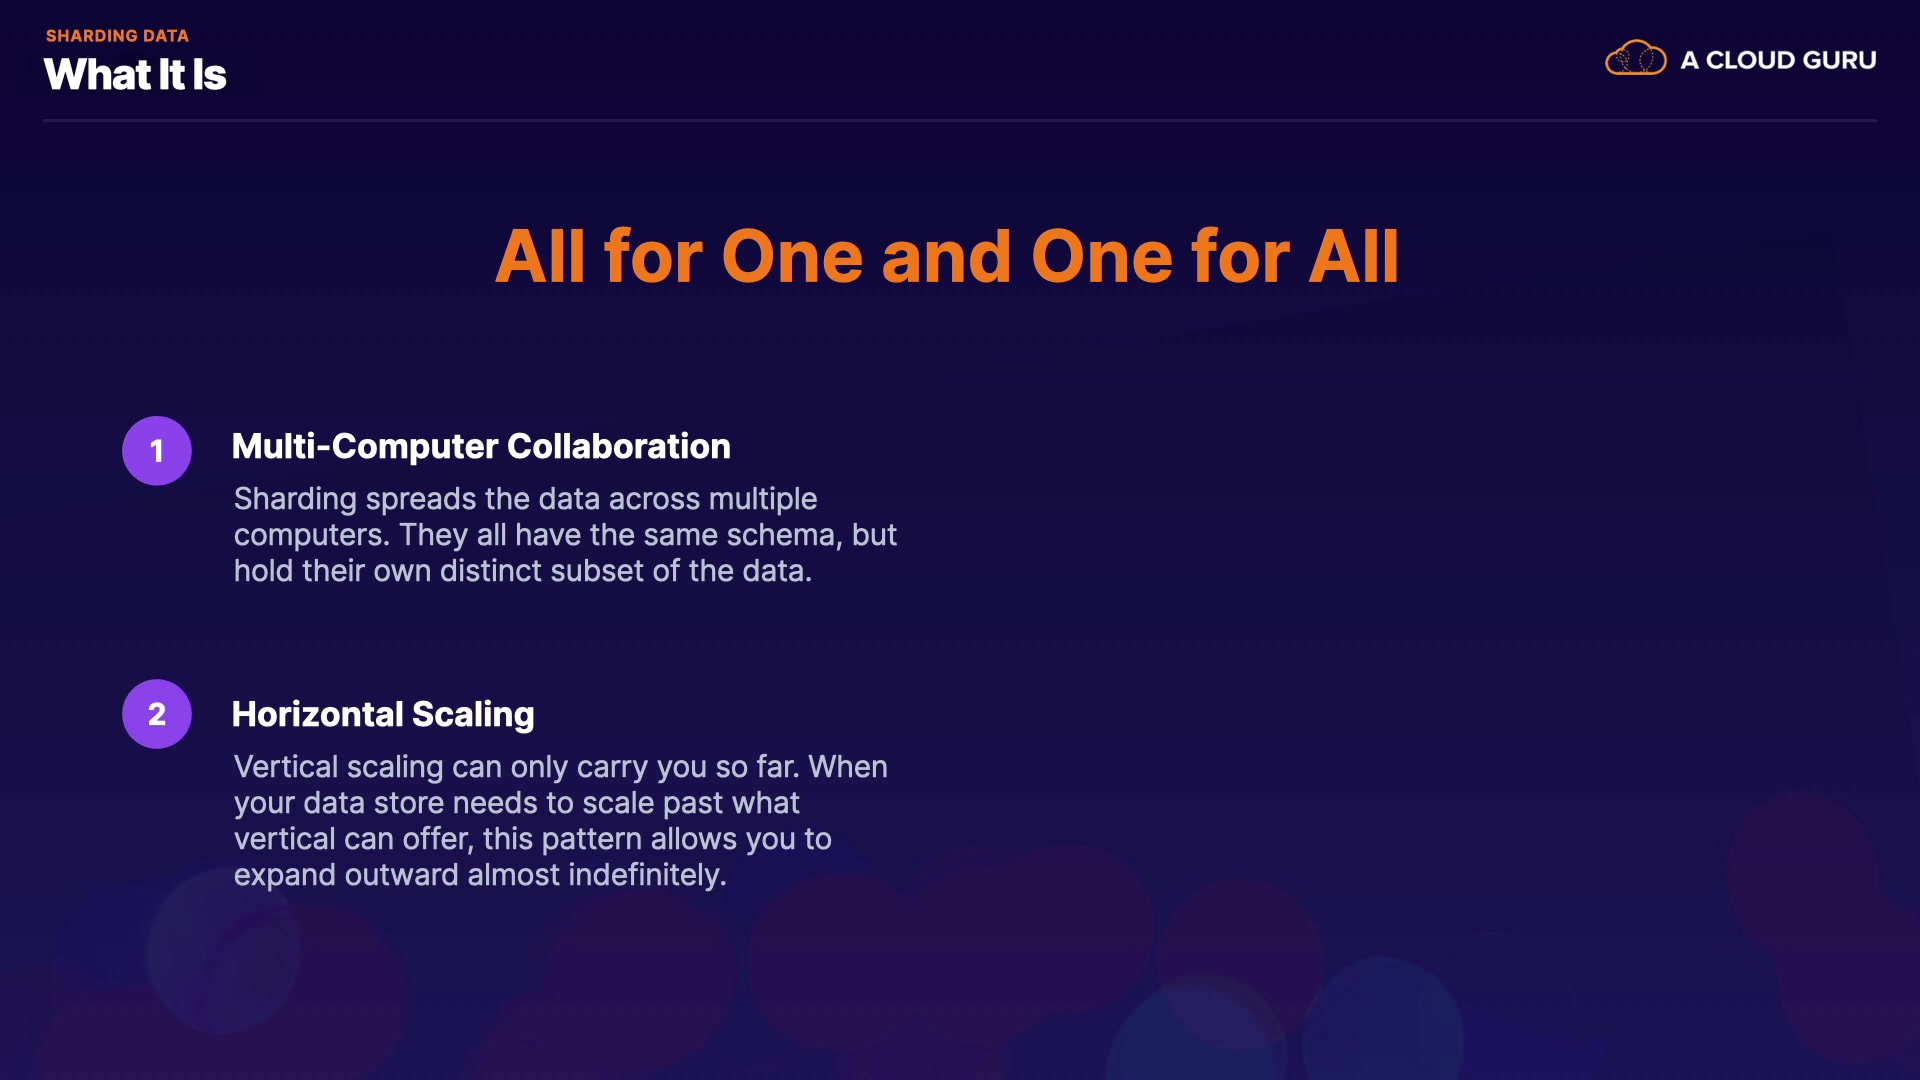 SHARDING DATA
What It Is
A CLOUD GURU
All for One and One for All
1
Multi-Computer Collaboration
Sharding spreads the data across multiple
computers. They all have the same schema, but
hold their own distinct subset of the data.
2
Horizontal Scaling
Vertical scaling can only carry you so far. When
your data store needs to scale past what
vertical can offer, this pattern allows you to
expand outward almost indefinitely.